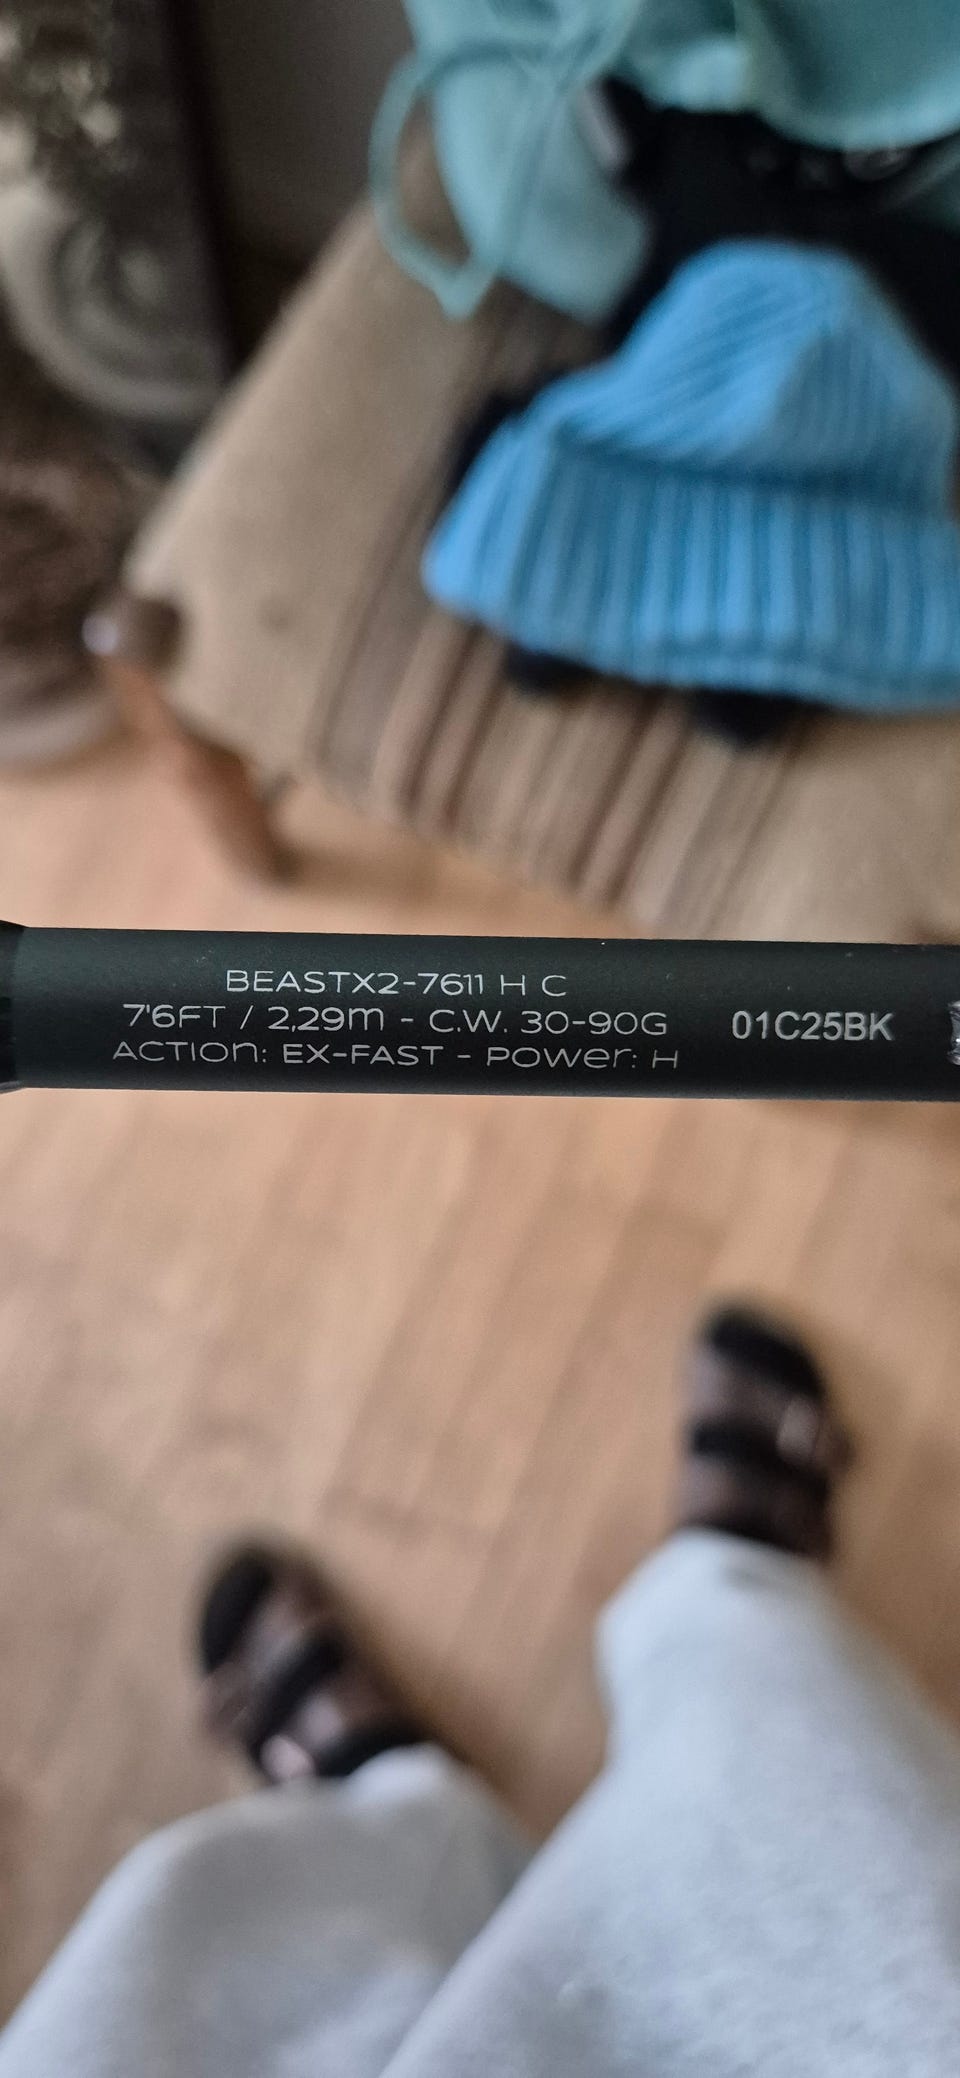 BEASTX2-7611 H C
7'6FT / 2,29m - C.W. 30-90G
ACTION: EX-FAST - POWER: H
01C25BK